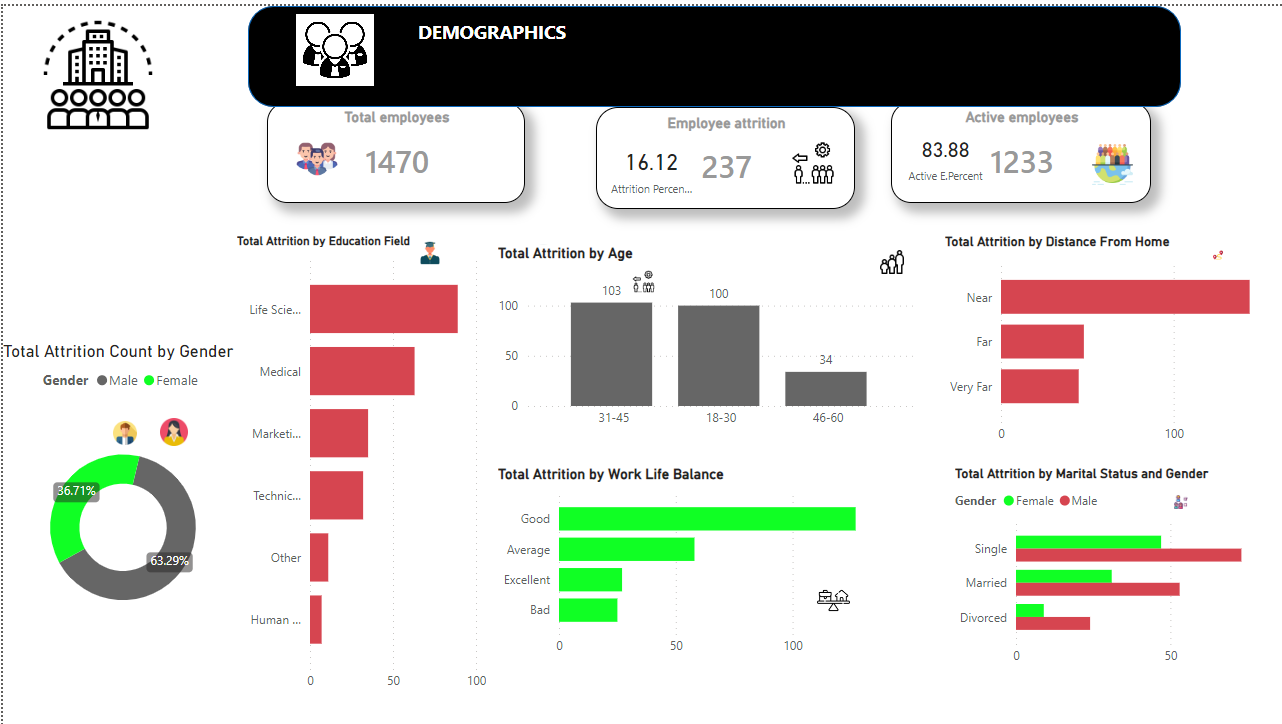 DEMOGRAPHICS
Total employees
1470
Employee attrition
16.12
237
Attrition Percen...
Active employees
83.88
1233
Active E.Percent
Total Attrition Count by Gender
Gender Male Female
36.71%
63.29%
Total Attrition by Education Field
Life Scie...
Medical
Marketi...
Technic...
Other
Human ...
0 50 100
Total Attrition by Age
103 100 34
100
50
0
31-45 18-30 46-60
Total Attrition by Distance From Home
Near
Far
Very Far
0 100
Total Attrition by Work Life Balance
Good
Average
Excellent
Bad
0 50 100
Total Attrition by Marital Status and Gender
Gender Female Male
Single
Married
Divorced
0 50